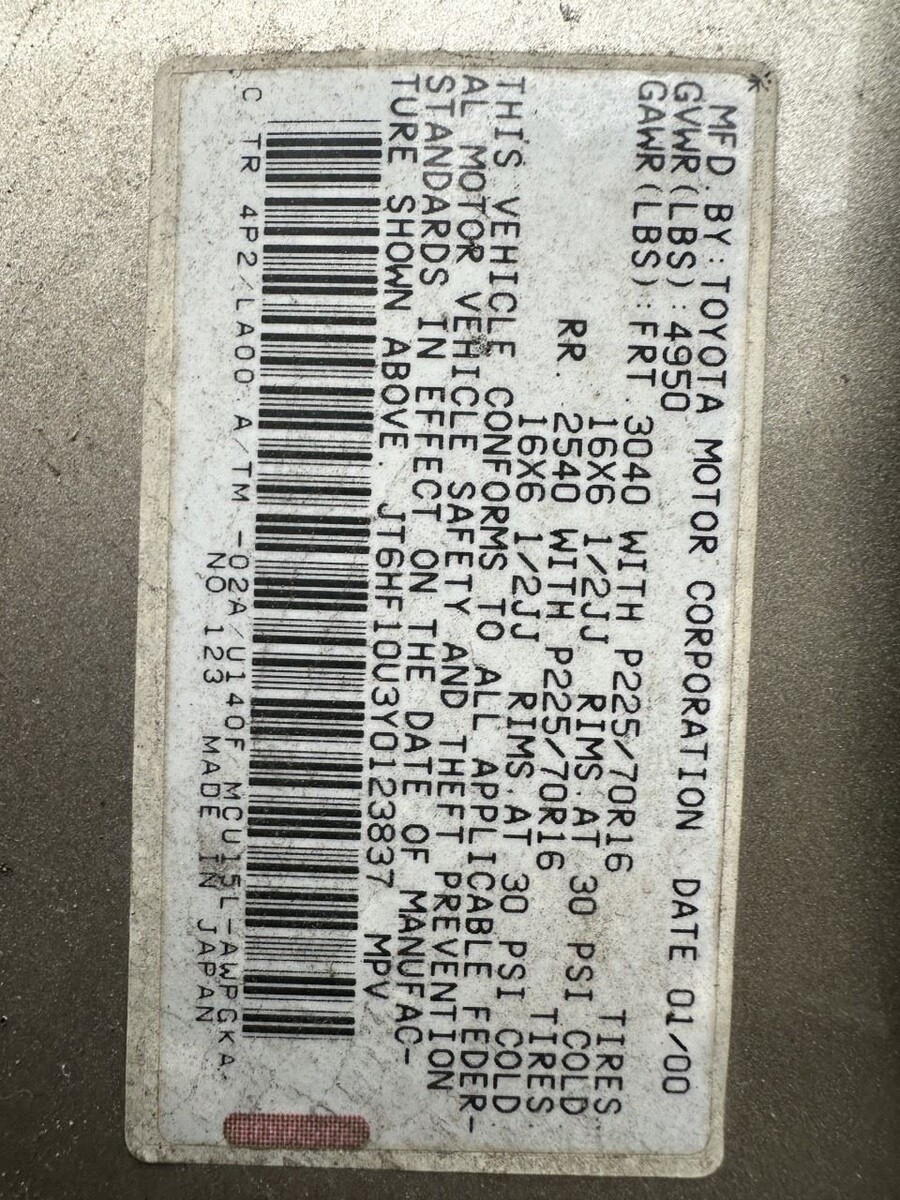 MFD.BY:TOYOTA MOTOR CORPORATION DATE 01/00
GVWR(LBS):4950
GAWR(LBS):FRT.3040 WITH P225/70R16 TIRES
16X6 1/2JJ RIMS.AT 30 PSI COLD
RR. 2540 WITH P225/70R16 TIRES
16X6 1/2JJ RIMS.AT 30 PSI COLD
THIS VEHICLE CONFORMS TO ALL APPLICABLE FEDER-
AL MOTOR VEHICLE SAFETY AND THEFT PREVENTION
STANDARDS IN EFFECT ON THE DATE OF MANUFAC-
TURE SHOWN ABOVE. JT6HF10U3Y0123837 MPV
C TR 4P2/LA00 A/TM -02A/U140F MCU15L-AWPGKA
NO 123 MADE IN JAPAN